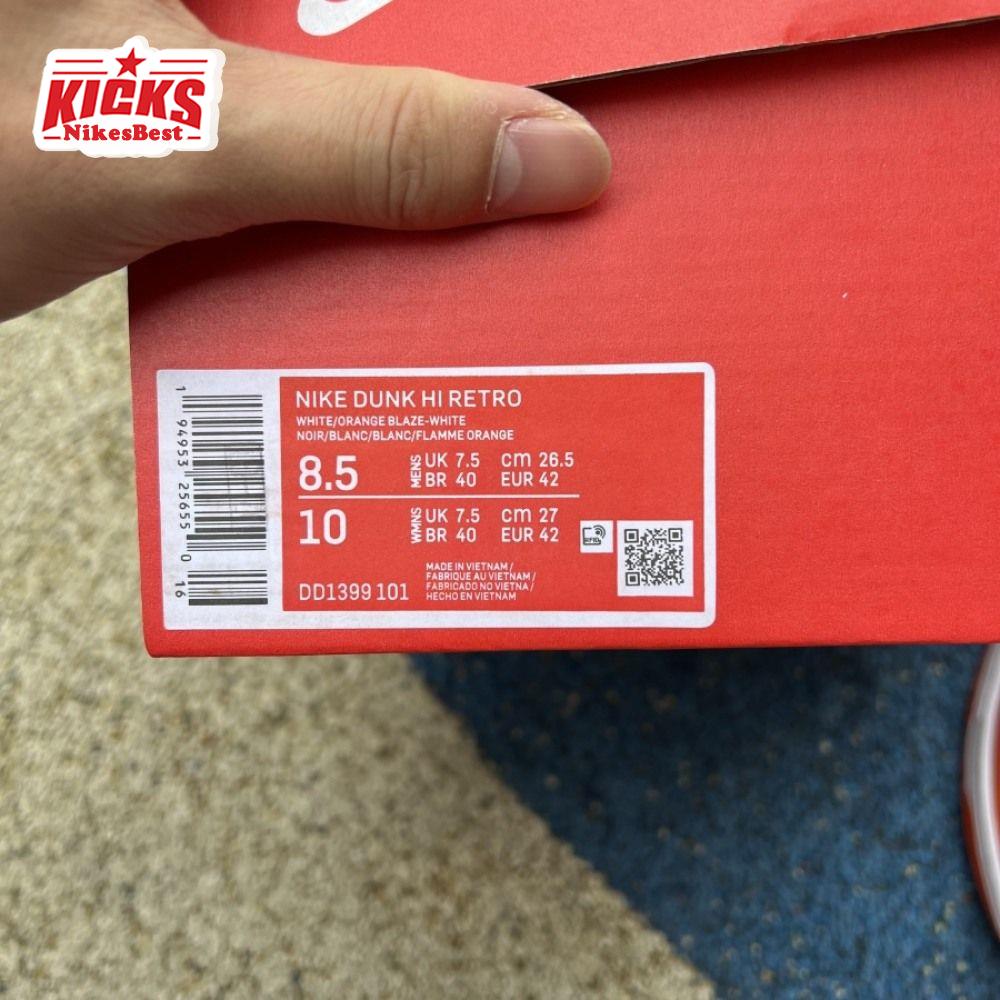 KICKS
NikesBest
NIKE DUNK HI RETRO
WHITE/ORANGE BLAZE-WHITE
NOIR/BLANC/BLANC/FLAMME ORANGE
8.5 MENS UK 7.5 cm 26.5
BR 40 EUR 42
10 WMNS UK 7.5 cm 27
BR 40 EUR 42
RFID
DD1399 101
MADE IN VIETNAM /
FABRIQUE AU VIETNAM /
FABRICADO NO VIETNA /
HECHO EN VIETNAM
1 94953 25655 0 16